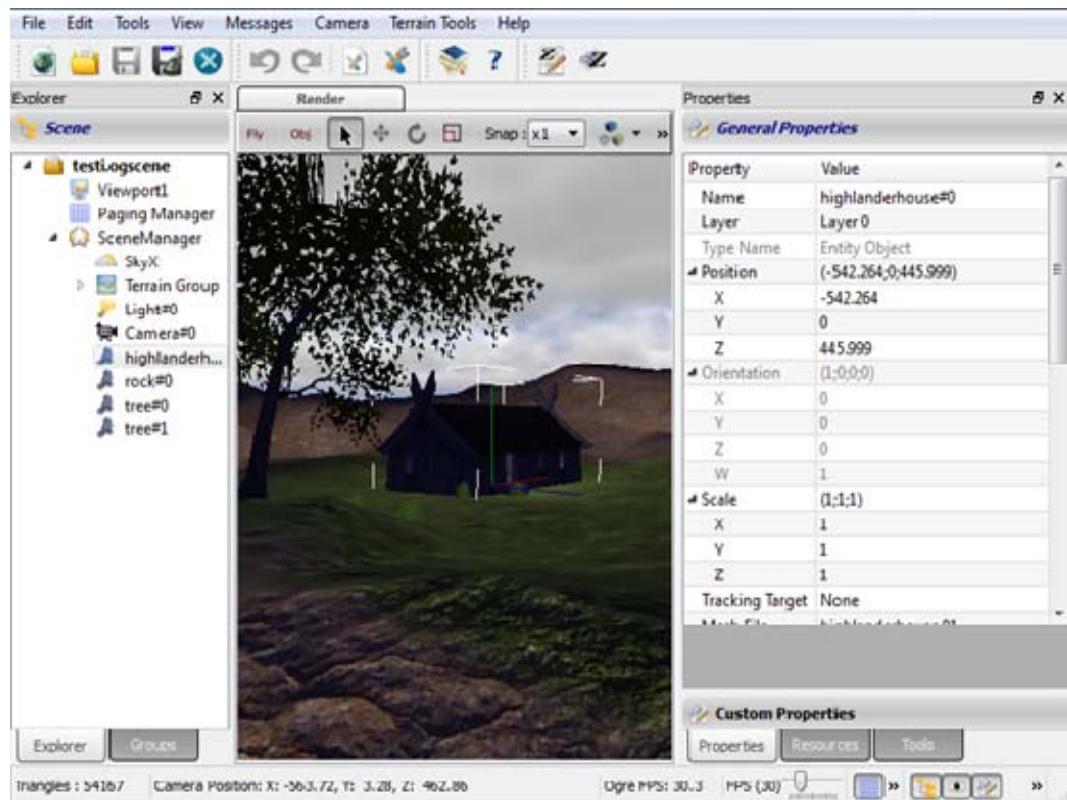 File Edit Tools View Messages Camera Terrain Tools Help
Explorer
Render
Properties
Scene
Fly Obj Snap : x1
General Properties
testLogscene
Viewport1
Paging Manager
SceneManager
SkyX
Terrain Group
Light#0
Camera#0
highlanderh...
rock#0
tree#0
tree#1
Property Value
Name highlanderhouse#0
Layer Layer 0
Type Name Entity Object
Position (-542.264;0;445.999)
X -542.264
Y 0
Z 445.999
Orientation (1;0;0;0)
X 0
Y 0
Z 0
W 1
Scale (1;1;1)
X 1
Y 1
Z 1
Tracking Target None
Custom Properties
Explorer Groups
Properties Resources Tools
Triangles : 54167 Camera Position: X: -563.72, Y: 3.28, Z: 462.86 Ogre FPS: 30.3 FPS (30)